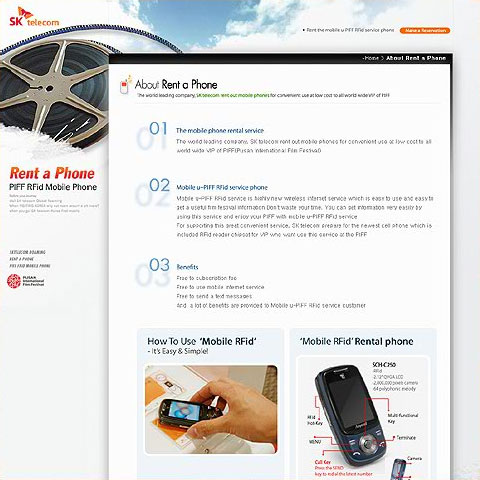 SK telecom
Rent the mobile u PIFF RFid service phone
Make a Reservation
Home > About Rent a Phone
About Rent a Phone
The world leading company, SK telecom rent out mobile phones for convenient use at low cost to all world wide VIP of PIFF
Rent a Phone
PIFF RFid Mobile Phone
INTELECOM ROAMING
RENT A PHONE
PIFF RFID MOBILE PHONE
PUSAN
International
Film Festival
01 The mobile phone rental service
The world leading company, SK telecom rent out mobile phones for convenient use at low cost to all
world wide VIP of PIFF(Pusan International Film Festival)
02 Mobile u-PIFF RFid service phone
Mobile u-PIFF RFid service is highly new wireless internet service which is easy to use and easy to
get a useful film festival information Don't waste your time. You can get information very easily by
using this service and enjoy your PIFF with mobile u-PIFF RFid service
For supporting this great convenient service, SK telecom prepare for the newest cell phone which is
included RFID reader chipset for VIP who want use this service at the PIFF
03 Benefits
Free to subscription fee
Free to use mobile internet service
Free to send a text messages
And, a lot of benefits are provided to Mobile u-PIFF RFid service customer
How To Use 'Mobile RFid'
- It's Easy & Simple!
'Mobile RFid' Rental phone
SCH-C250
RFid
-2.12" QVGA LCD
-2,000,000 pixel camera
-64 polyphonic melody
RFid
Hot Key
Multi-functional
Key
MENU
Terminate
Call Key
Press the SEND
key to redial the latest number
Camera